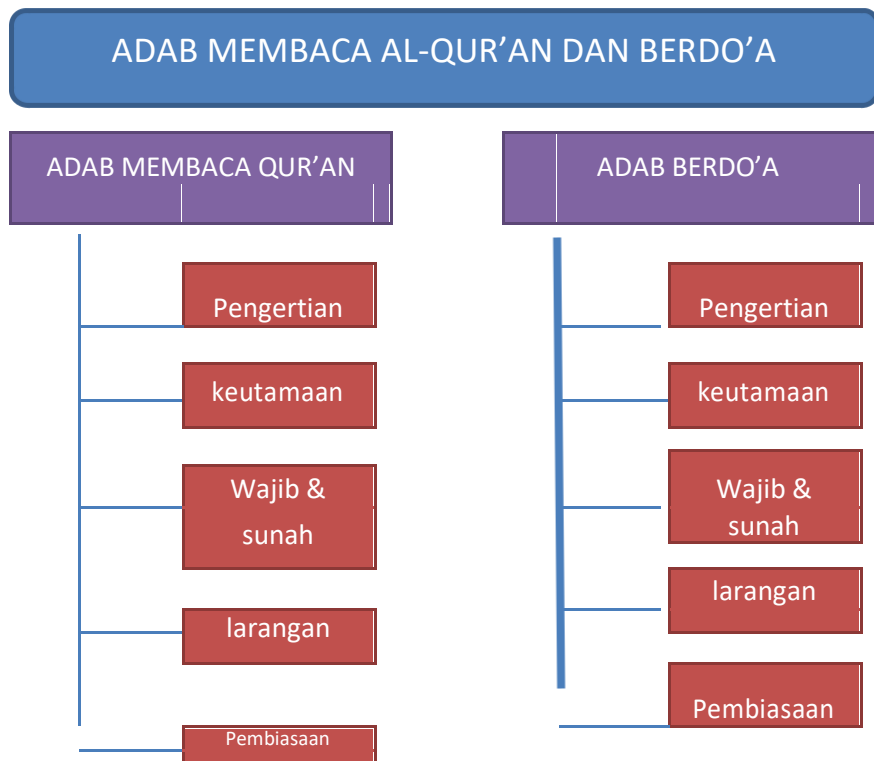 ADAB MEMBACA AL-QUR’AN DAN BERDO’A
ADAB MEMBACA QUR’AN
Pengertian
keutamaan
Wajib &
sunah
larangan
Pembiasaan
ADAB BERDO’A
Pengertian
keutamaan
Wajib &
sunah
larangan
Pembiasaan